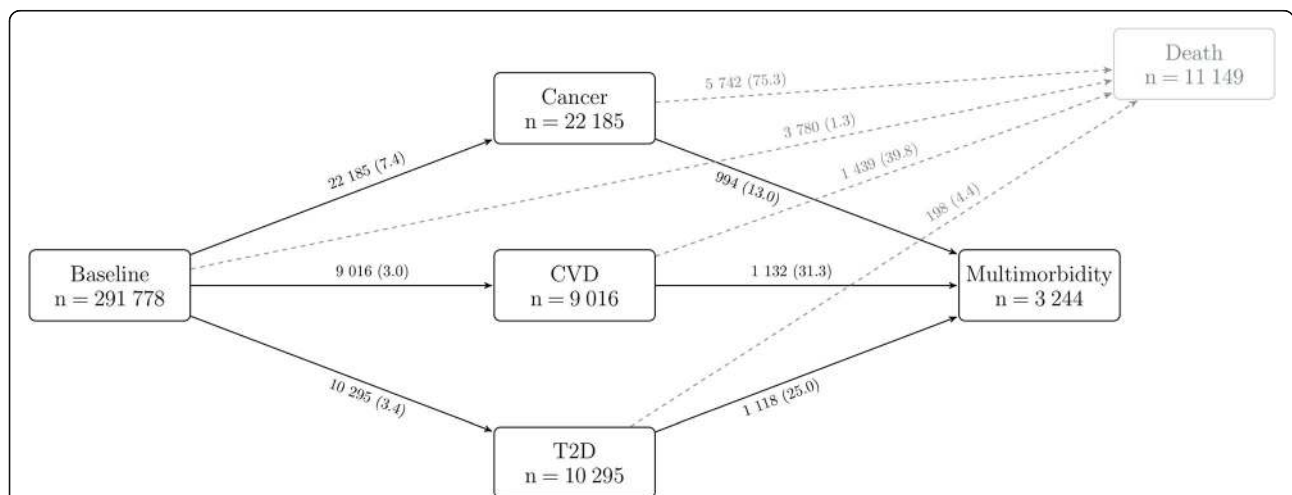 Death
n = 11 149
5 742 (75.3)
Cancer
n = 22 185
3 780 (1.3)
1 439 (39.8)
22 185 (7.4)
994 (13.0)
198 (4.4)
Baseline
n = 291 778
9 016 (3.0)
CVD
n = 9 016
1 132 (31.3)
Multimorbidity
n = 3 244
10 295 (3.4)
1 118 (25.0)
T2D
n = 10 295